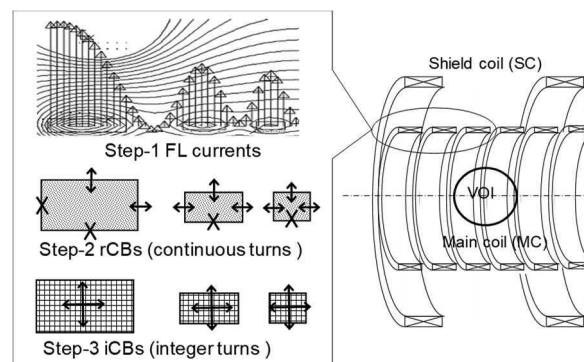 Step-1 FL currents
Step-2 rCBs (continuous turns )
Step-3 iCBs (integer turns )
Shield coil (SC)
VOI
Main coil (MC)